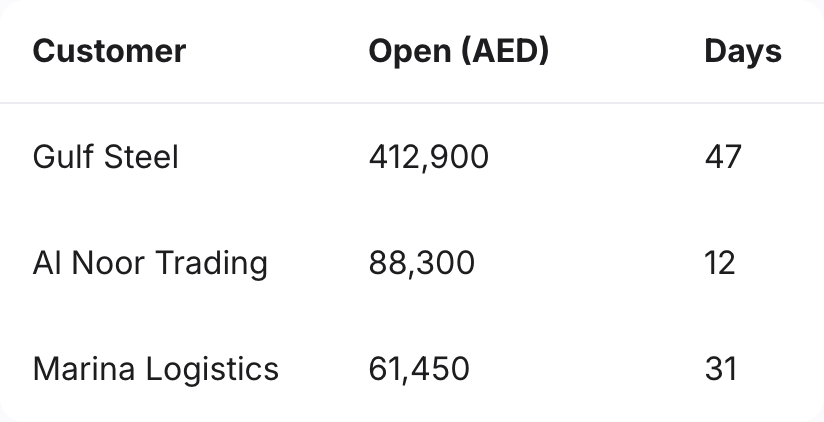 Customer Open (AED) Days
Gulf Steel 412,900 47
Al Noor Trading 88,300 12
Marina Logistics 61,450 31